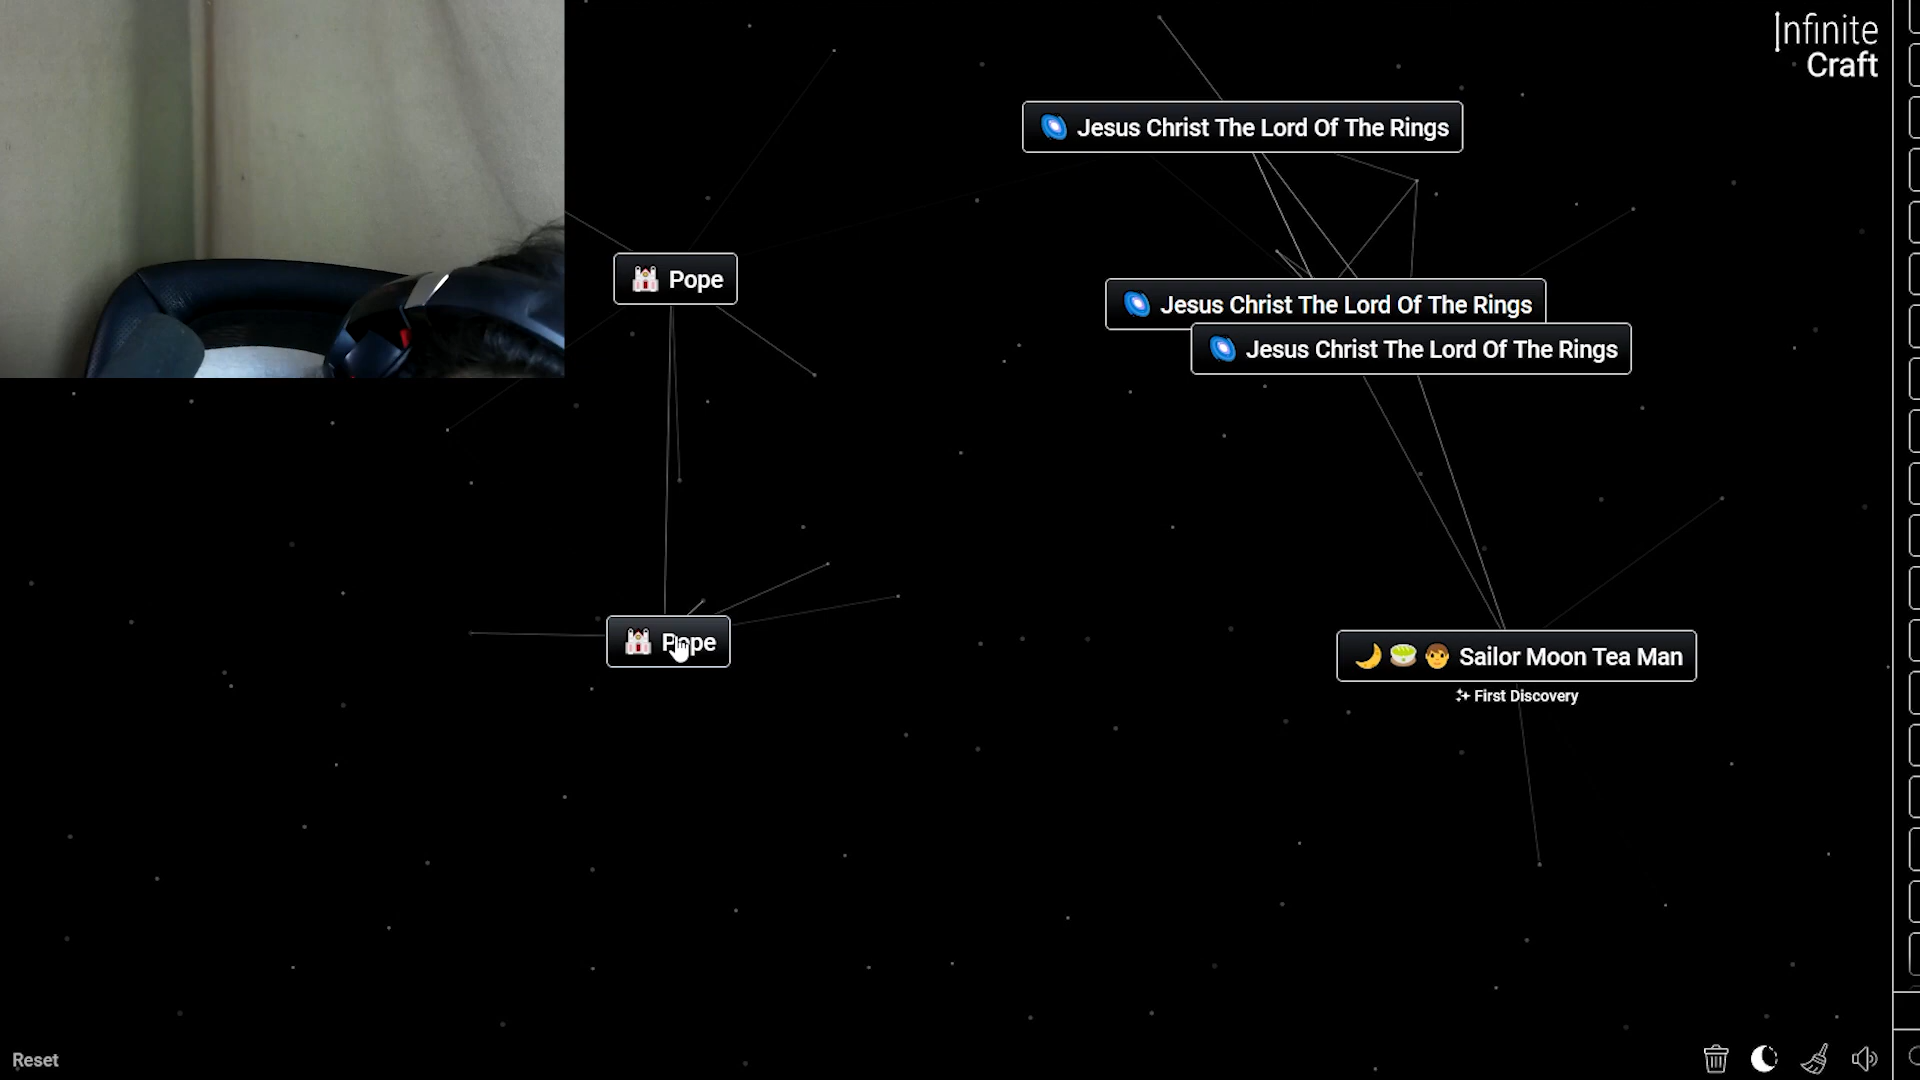 Infinite
Craft
Jesus Christ The Lord Of The Rings
Pope
Jesus Christ The Lord Of The Rings
Jesus Christ The Lord Of The Rings
Pope
Sailor Moon Tea Man
First Discovery
Reset